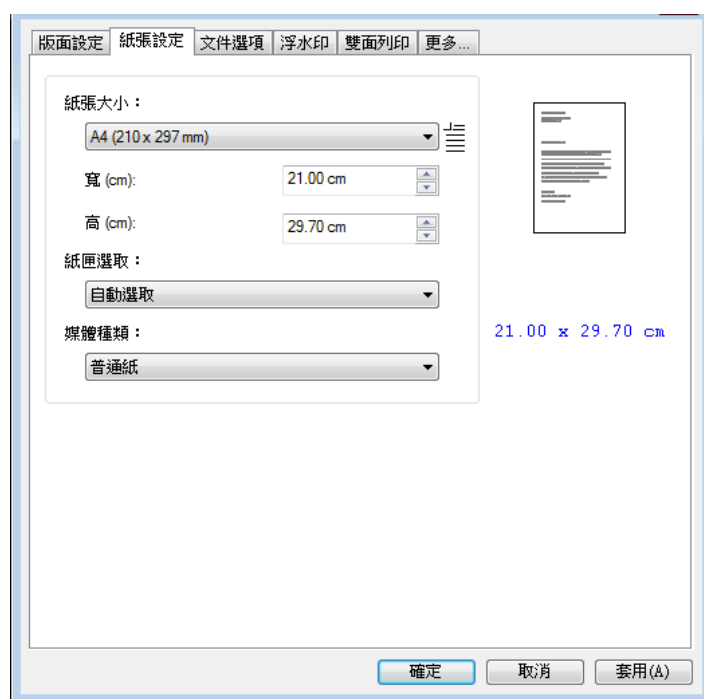 版面設定 紙張設定 文件選項 浮水印 雙面列印 更多...
紙張大小：
A4 (210 x 297 mm)
寬 (cm): 21.00 cm
高 (cm): 29.70 cm
紙匣選取：
自動選取
媒體種類：
普通紙
21.00 x 29.70 cm
確定 取消 套用(A)